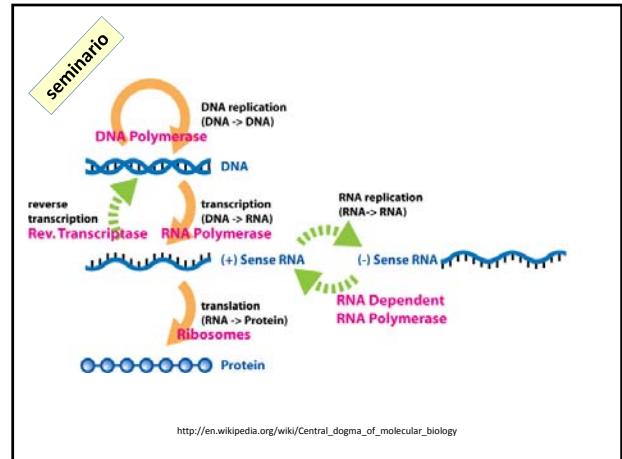 seminario
DNA replication
(DNA -> DNA)
DNA Polymerase
DNA
reverse
transcription
Rev. Transcriptase
transcription
(DNA -> RNA)
RNA Polymerase
RNA replication
(RNA-> RNA)
(+) Sense RNA
(-) Sense RNA
RNA Dependent
RNA Polymerase
translation
(RNA -> Protein)
Ribosomes
Protein
http://en.wikipedia.org/wiki/Central_dogma_of_molecular_biology